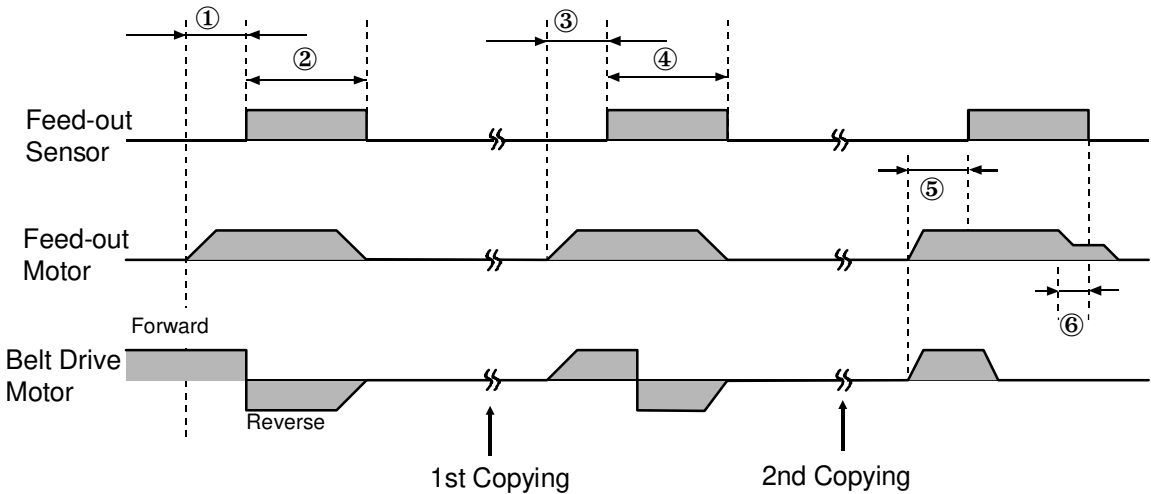 ①
②
③
④
Feed-out
Sensor
⑤
Feed-out
Motor
⑥
Forward
Belt Drive
Motor
Reverse
1st Copying
2nd Copying